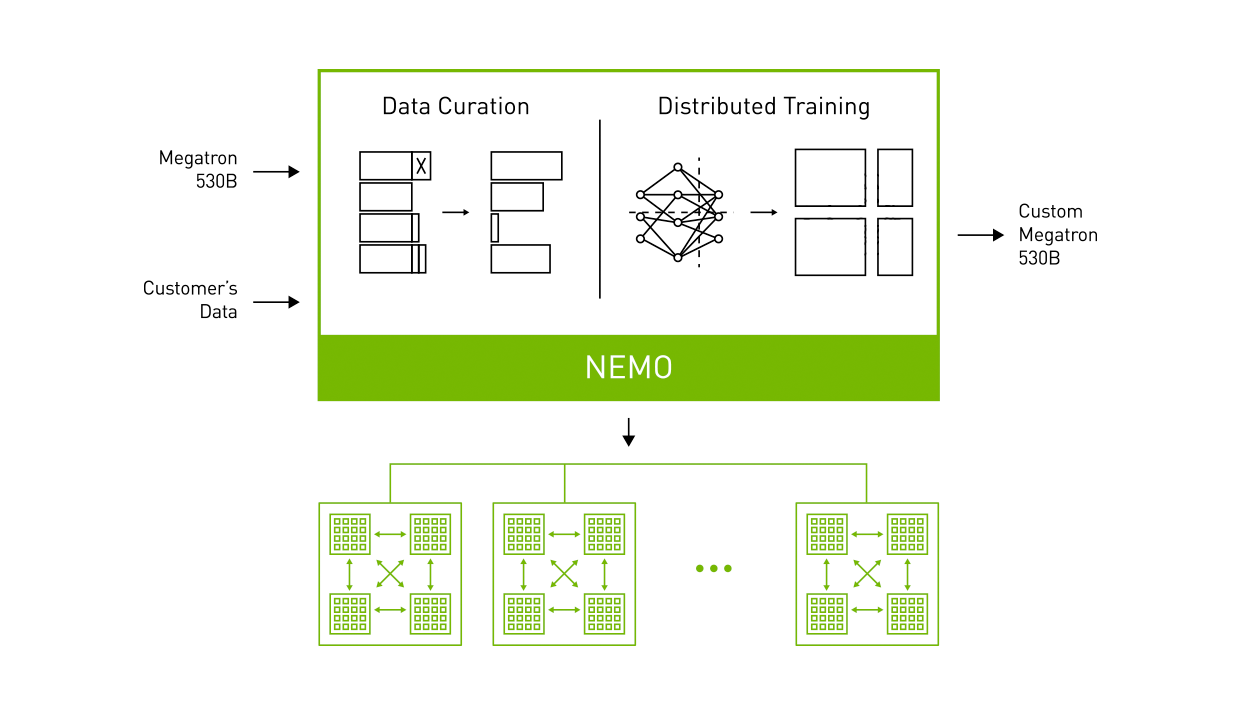 Data Curation
Distributed Training
Megatron
530B
X
Customer's
Data
Custom
Megatron
530B
NEMO